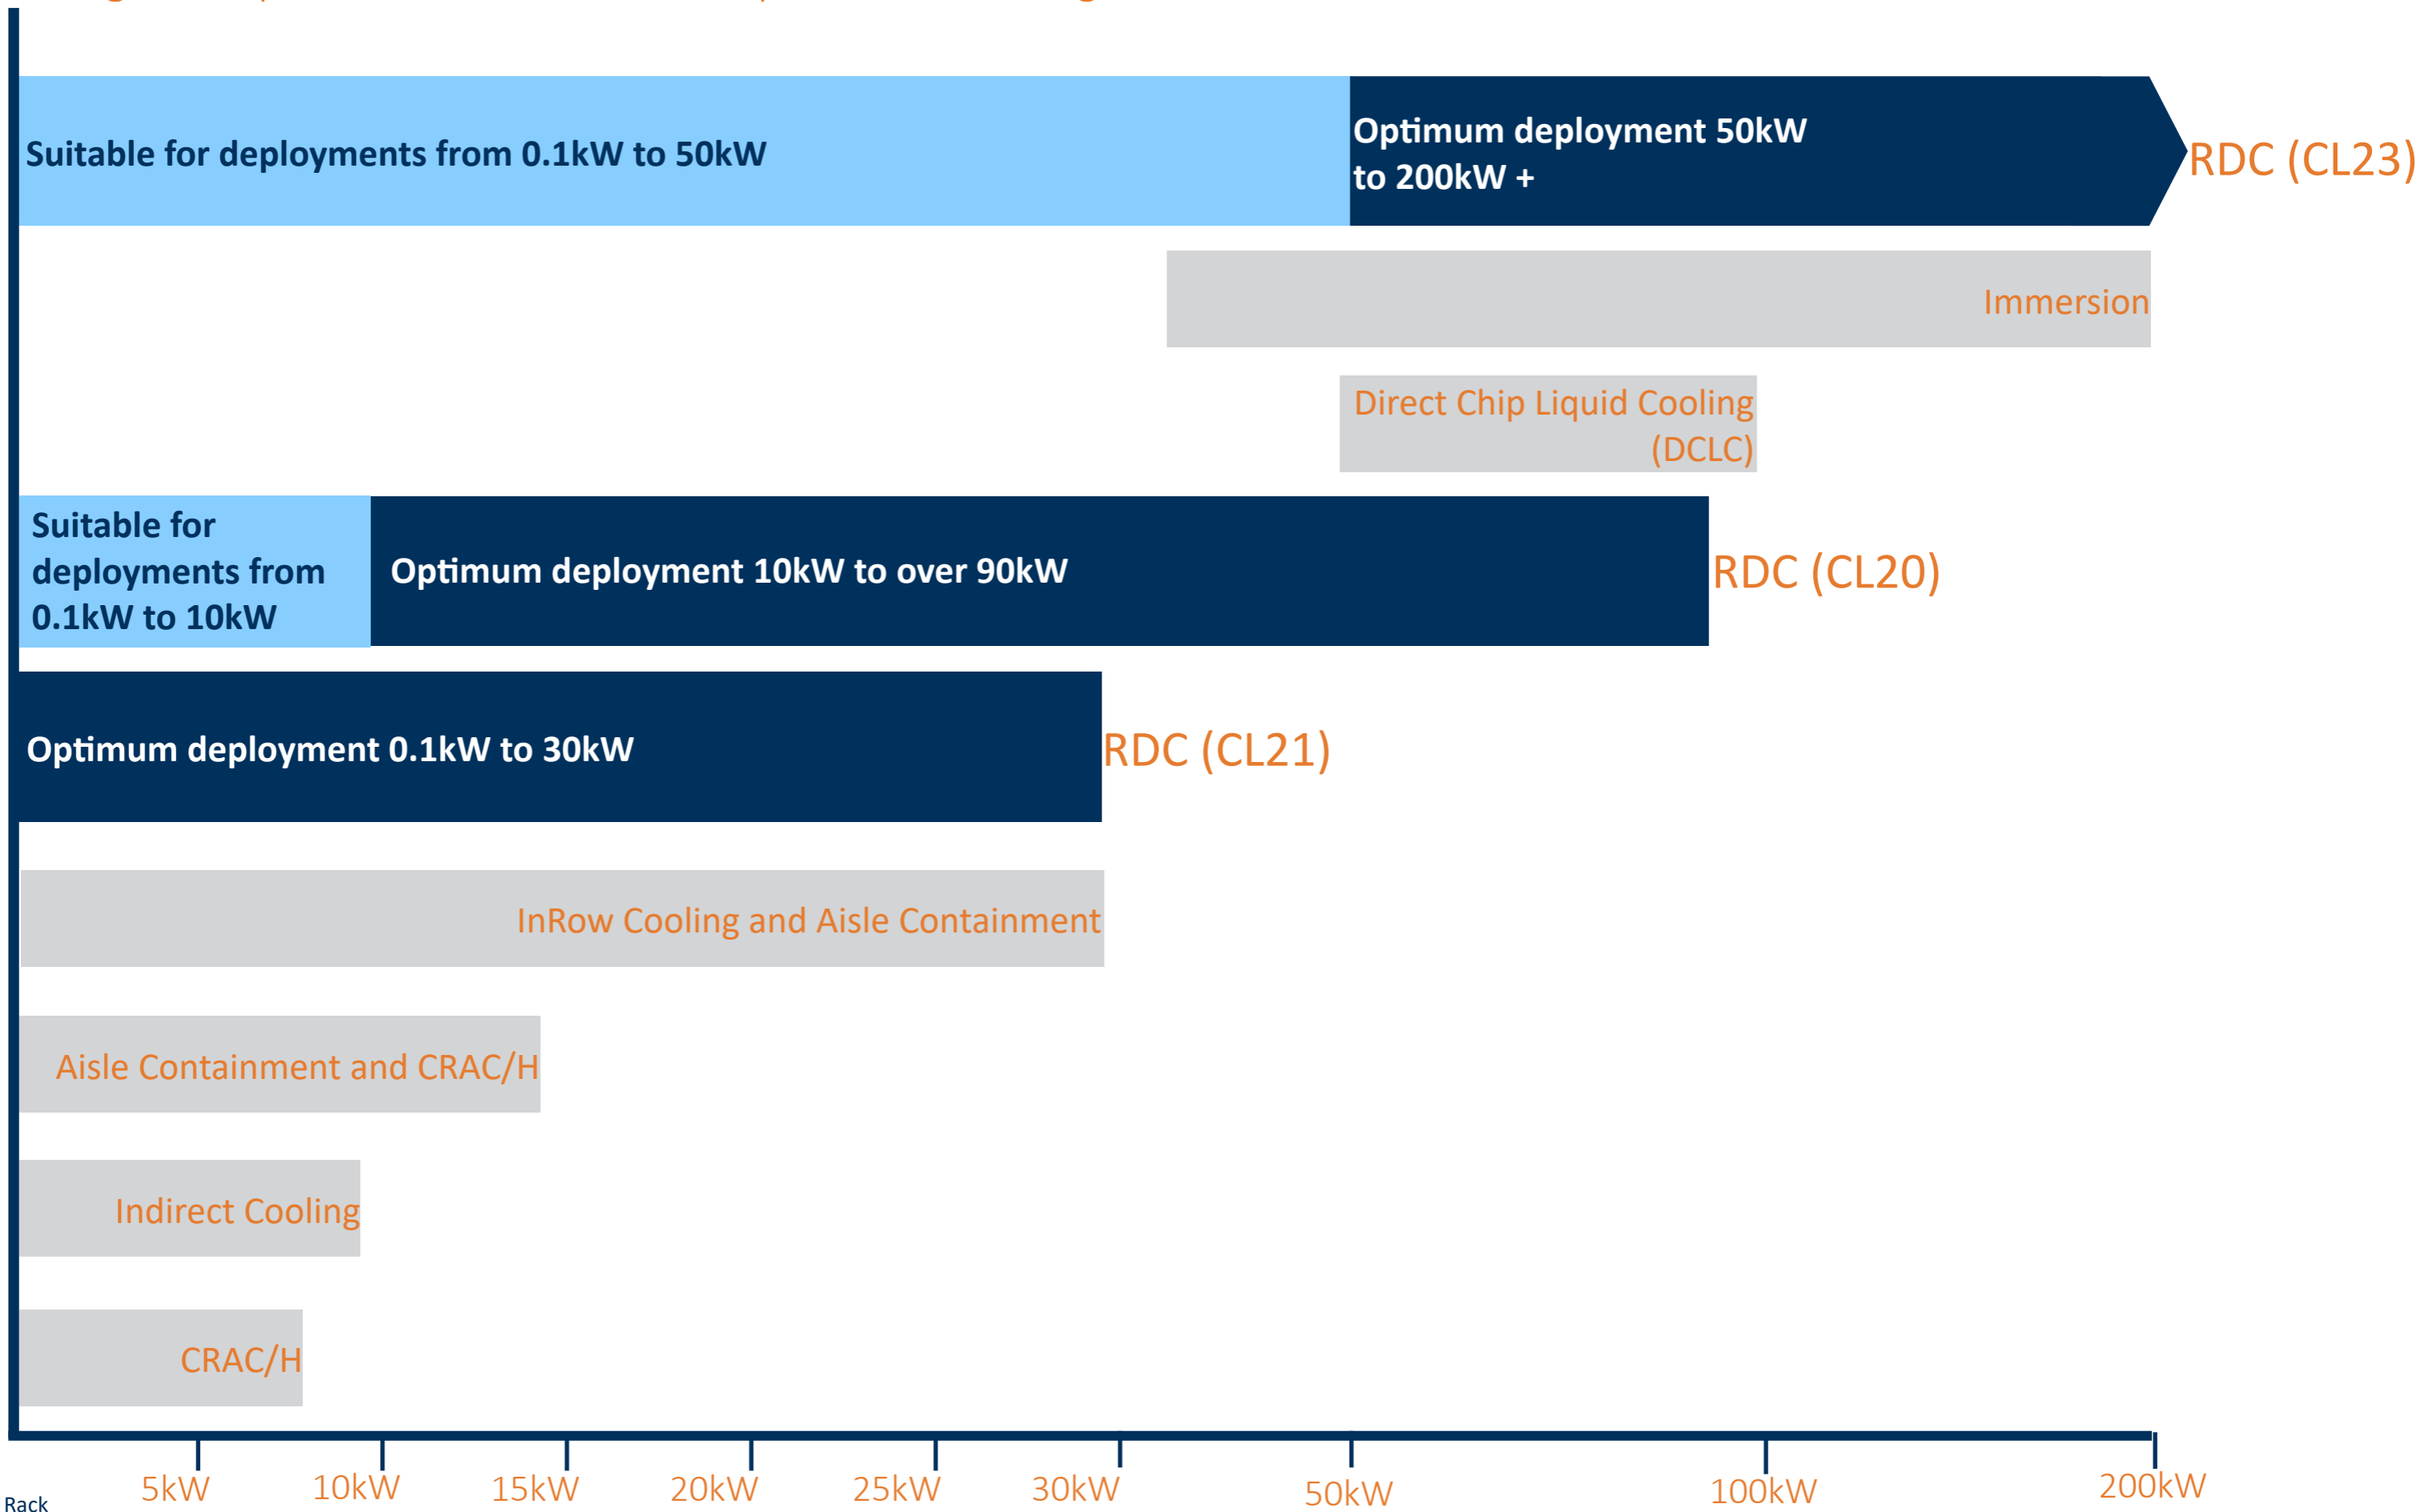 Suitable for deployments from 0.1kW to 50kW
Optimum deployment 50kW
to 200kW +
RDC (CL23)
Immersion
Direct Chip Liquid Cooling
(DCLC)
Suitable for
deployments from
0.1kW to 10kW
Optimum deployment 10kW to over 90kW
RDC (CL20)
Optimum deployment 0.1kW to 30kW
RDC (CL21)
InRow Cooling and Aisle Containment
Aisle Containment and CRAC/H
Indirect Cooling
CRAC/H
5kW
10kW
15kW
20kW
25kW
30kW
50kW
100kW
200kW
Rack